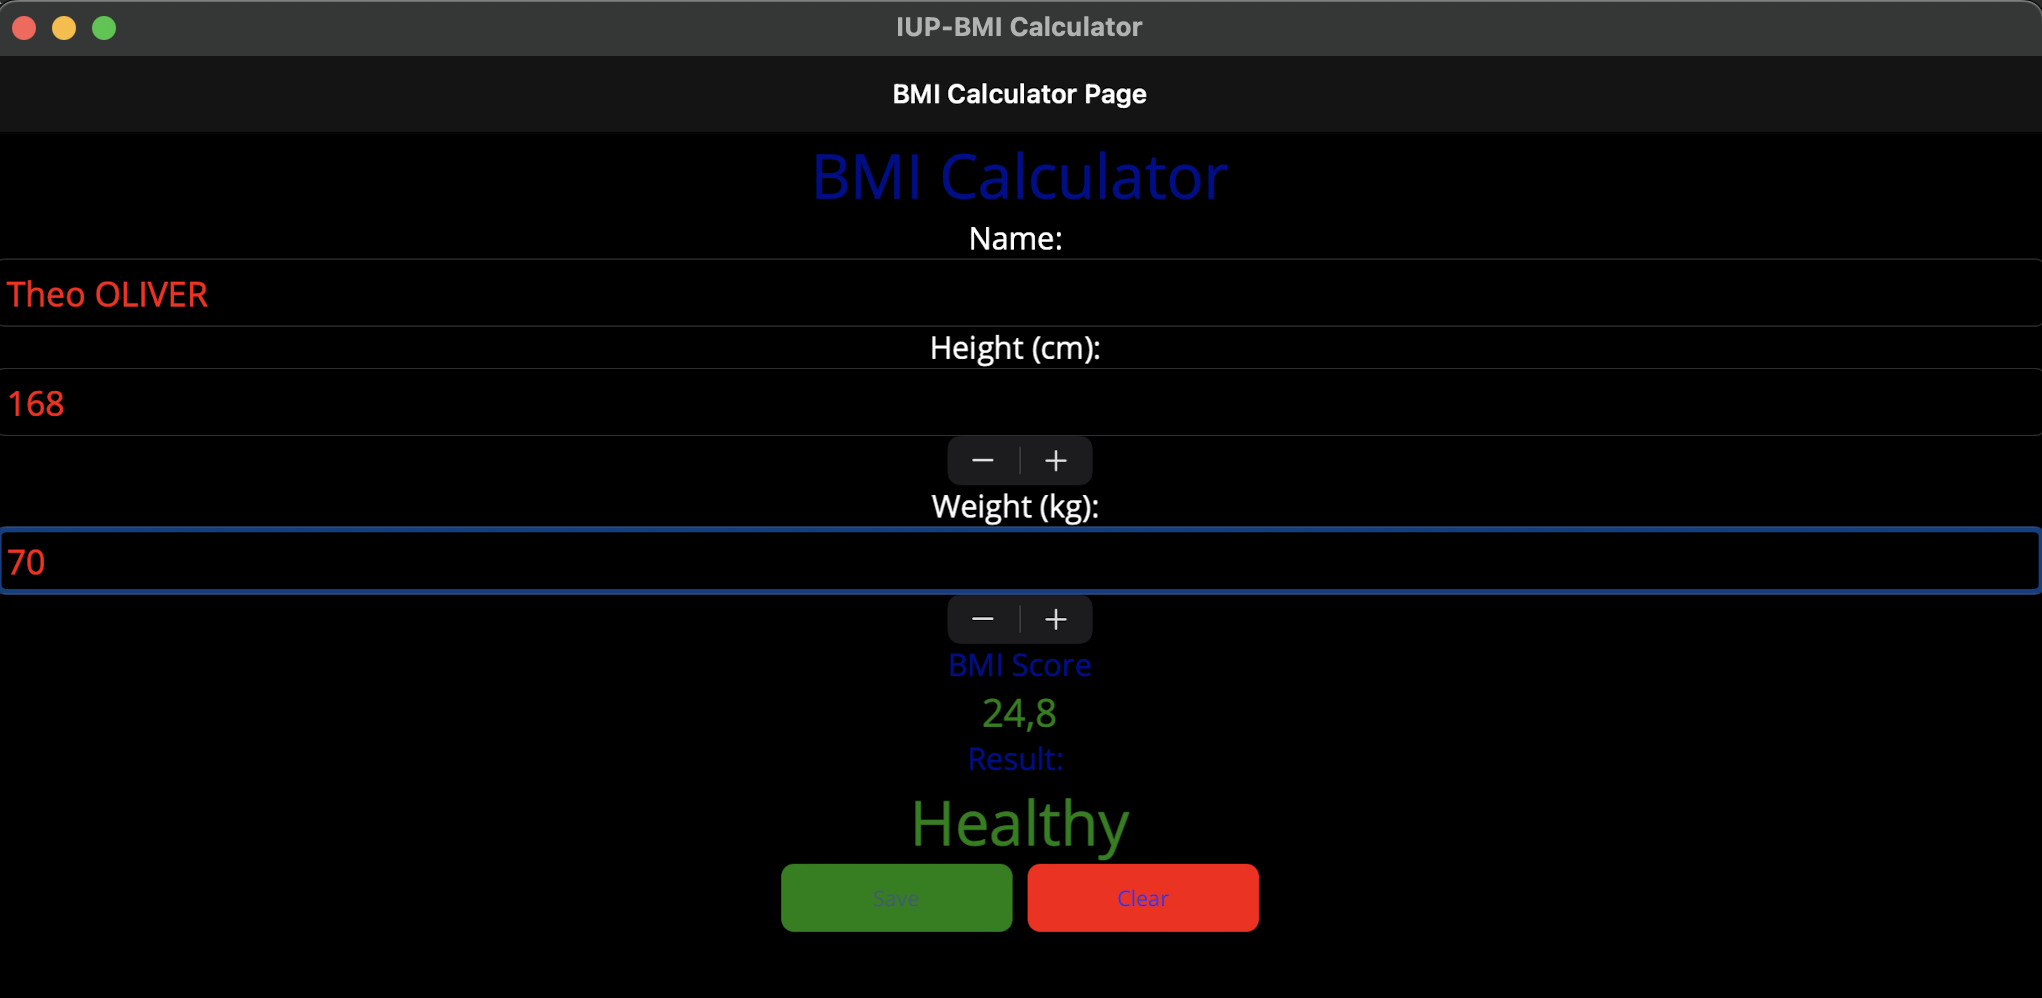 IUP-BMI Calculator
BMI Calculator Page
BMI Calculator
Name:
Theo OLIVER
Height (cm):
168
− +
Weight (kg):
70
− +
BMI Score
24,8
Result:
Healthy
Save Clear